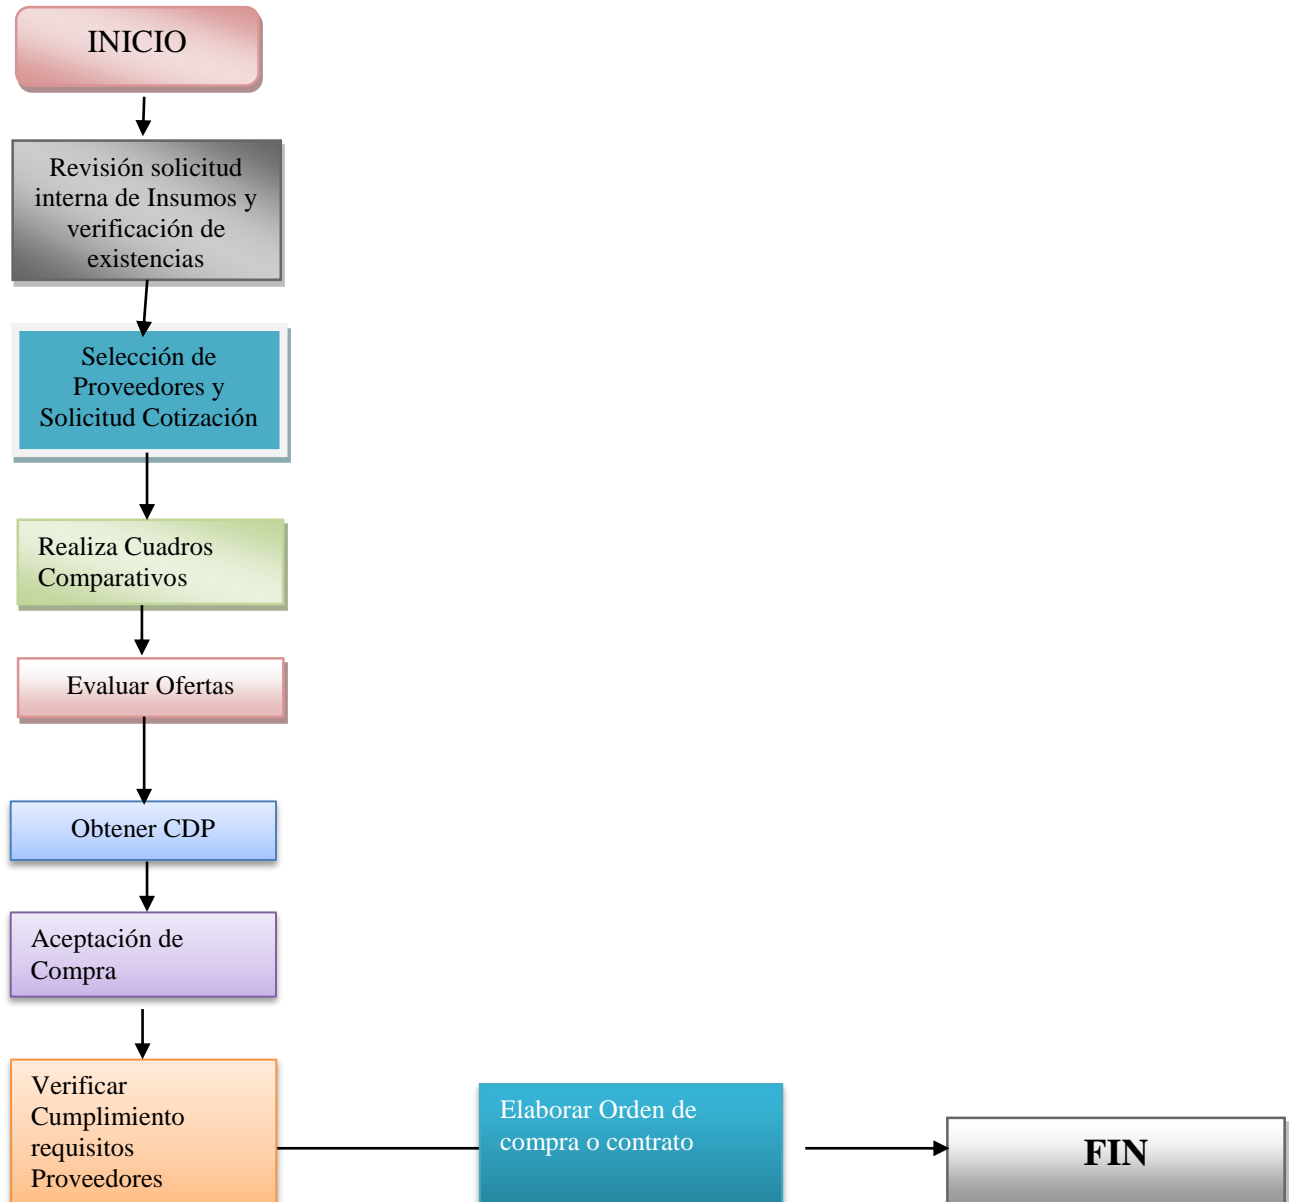 INICIO
Revisión solicitud
interna de Insumos y
verificación de
existencias
Selección de
Proveedores y
Solicitud Cotización
Realiza Cuadros
Comparativos
Evaluar Ofertas
Obtener CDP
Aceptación de
Compra
Verificar
Cumplimiento
requisitos
Proveedores
Elaborar Orden de
compra o contrato
FIN